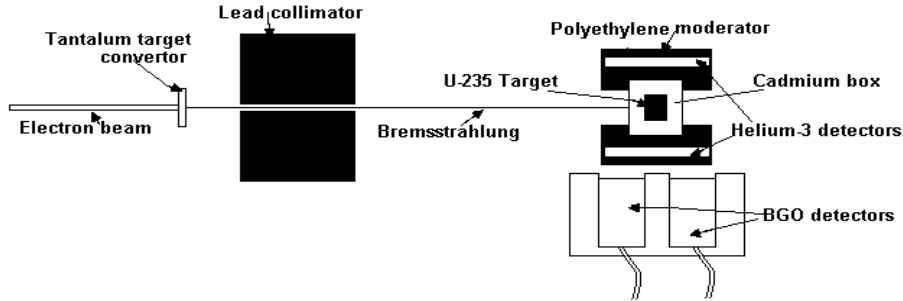 Lead collimator
Tantalum target
convertor
Polyethylene moderator
U-235 Target
Cadmium box
Electron beam
Bremsstrahlung
Helium-3 detectors
BGO detectors